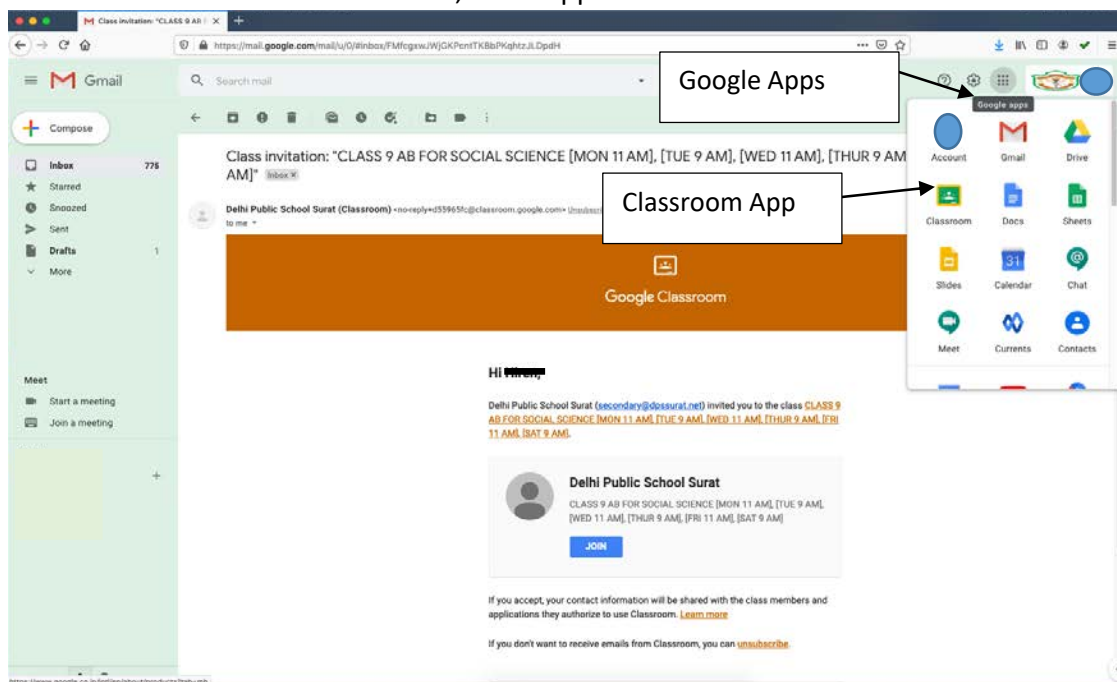 Class invitation: "CLASS 9 AB
https://mail.google.com/mail/u/0/#inbox/
Gmail
Search mail
Google Apps
Google apps
Compose
Account Gmail Drive
Inbox 775
Class invitation: "CLASS 9 AB FOR SOCIAL SCIENCE [MON 11 AM], [TUE 9 AM], [WED 11 AM], [THUR 9 AM
AM]" Inbox x
Starred
Snoozed
Delhi Public School Surat (Classroom) <no-reply+d55965fc@classroom.google.com>
to me
Classroom App
Classroom Docs Sheets
Sent
Drafts 1
More
Slides 31 Calendar Chat
Google Classroom
Meet Currents Contacts
Meet
Start a meeting
Join a meeting
Hi
Delhi Public School Surat (secondary@dpssurat.net) invited you to the class CLASS 9
AB FOR SOCIAL SCIENCE [MON 11 AM], [TUE 9 AM], [WED 11 AM], [THUR 9 AM], [FRI
11 AM], [SAT 9 AM].
Delhi Public School Surat
CLASS 9 AB FOR SOCIAL SCIENCE [MON 11 AM], [TUE 9 AM],
[WED 11 AM], [THUR 9 AM], [FRI 11 AM], [SAT 9 AM]
JOIN
If you accept, your contact information will be shared with the class members and
applications they authorize to use Classroom. Learn more
If you don't want to receive emails from Classroom, you can unsubscribe.